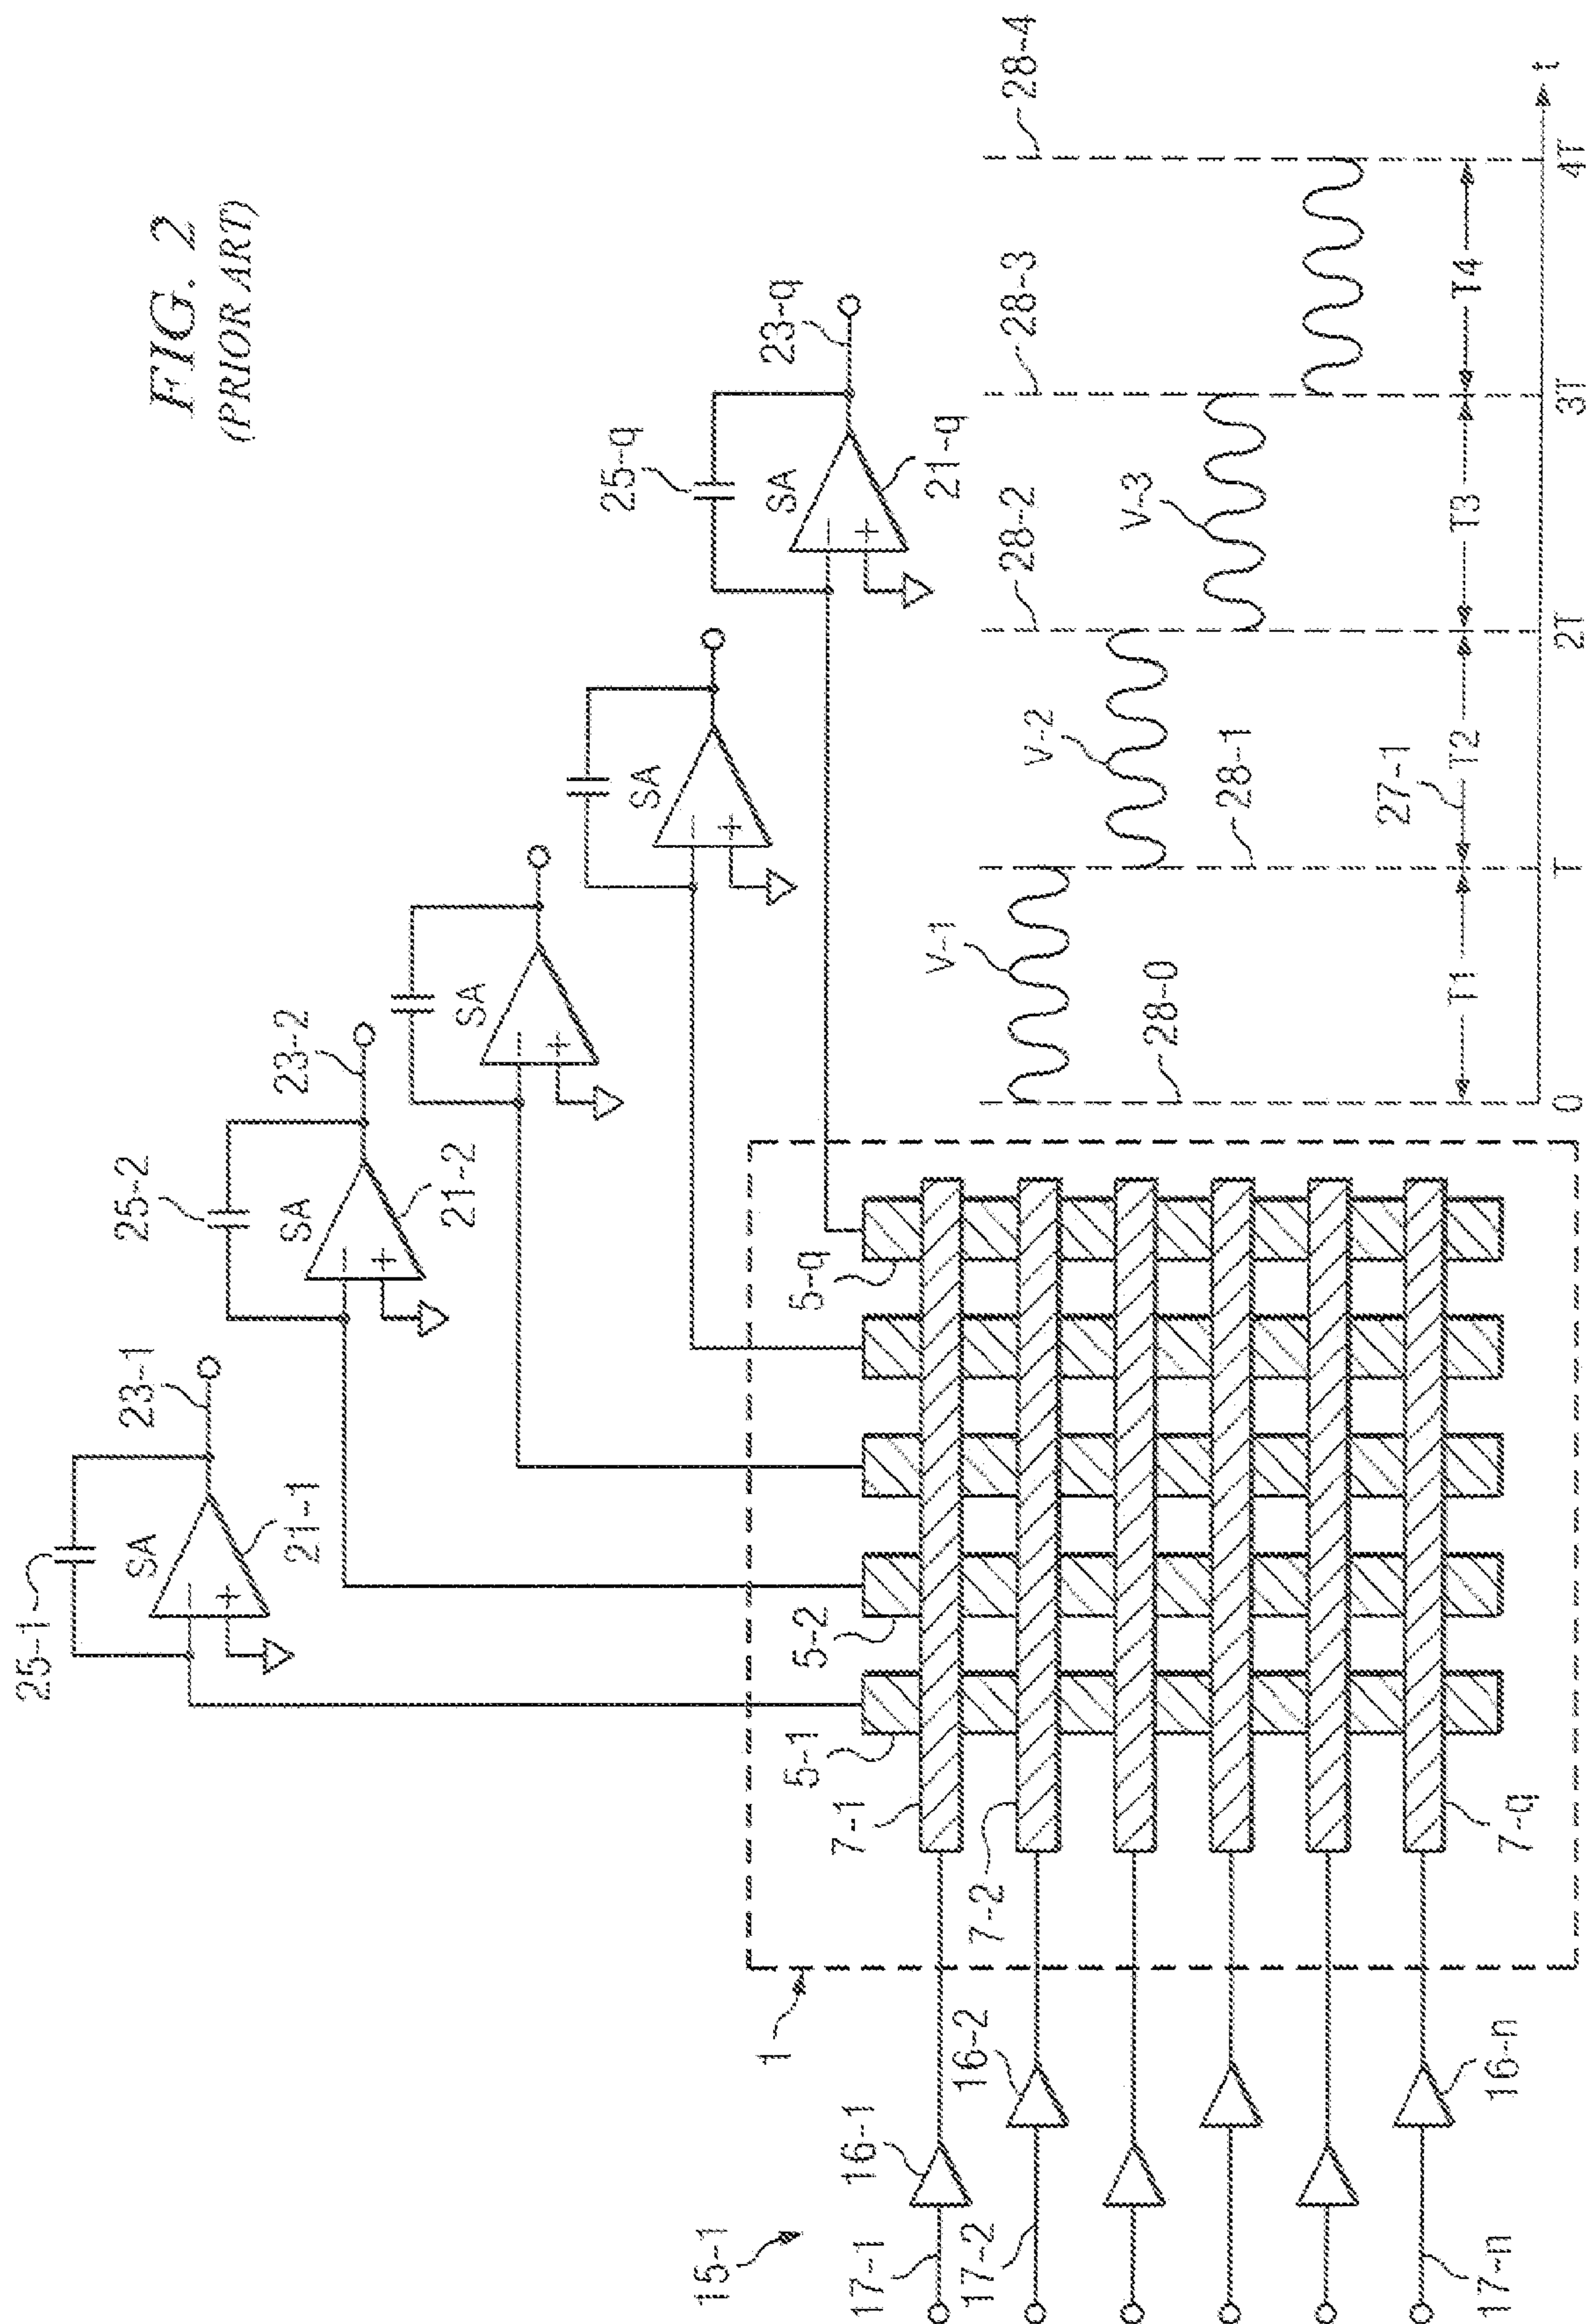 FIG. 2
(PRIOR ART)
25-1
SA
23-1
21-1
25-2
SA
23-2
21-2
SA
SA
25-q
SA
23-q
21-q
15-1
17-1
16-1
17-2
16-2
17-n
16-n
1
7-1
7-2
7-q
5-1
5-2
5-q
V-1
V-2
V-3
28-0
28-1
28-2
28-3
28-4
27-1
T1
T2
T3
T4
0
T
2T
3T
4T
t